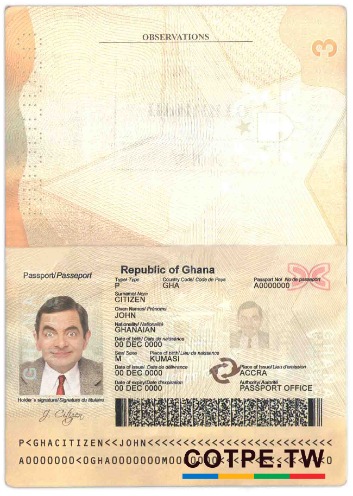 OBSERVATIONS
3
Republic of Ghana
Passport/Passeport
Type/ Type
Country Code/ Code de Pays
Passport No/ No de passeport
P
GHA
A0000000
Surname/ Nom
CITIZEN
Given Names/ Prénoms
JOHN
Nationality/ Nationalité
GHANAIAN
Date of birth/ Date de naissance
00 DEC 0000
Sex/ Sexe
Place of birth/ Lieu de naissance
M
KUMASI
Date of issue/ Date de délivrance
Place of Issue/ Lieu d'émission
00 DEC 0000
ACCRA
Date of expiry/ Date d'expiration
Authority/ Autorité
00 DEC 0000
PASSPORT OFFICE
Holder's signature/Signature du titulaire
J. Citizen
P<GHACITIZEN<<JOHN<<<<<<<<<<<<<<<<<<<<<<<<<<
COTPE.TW